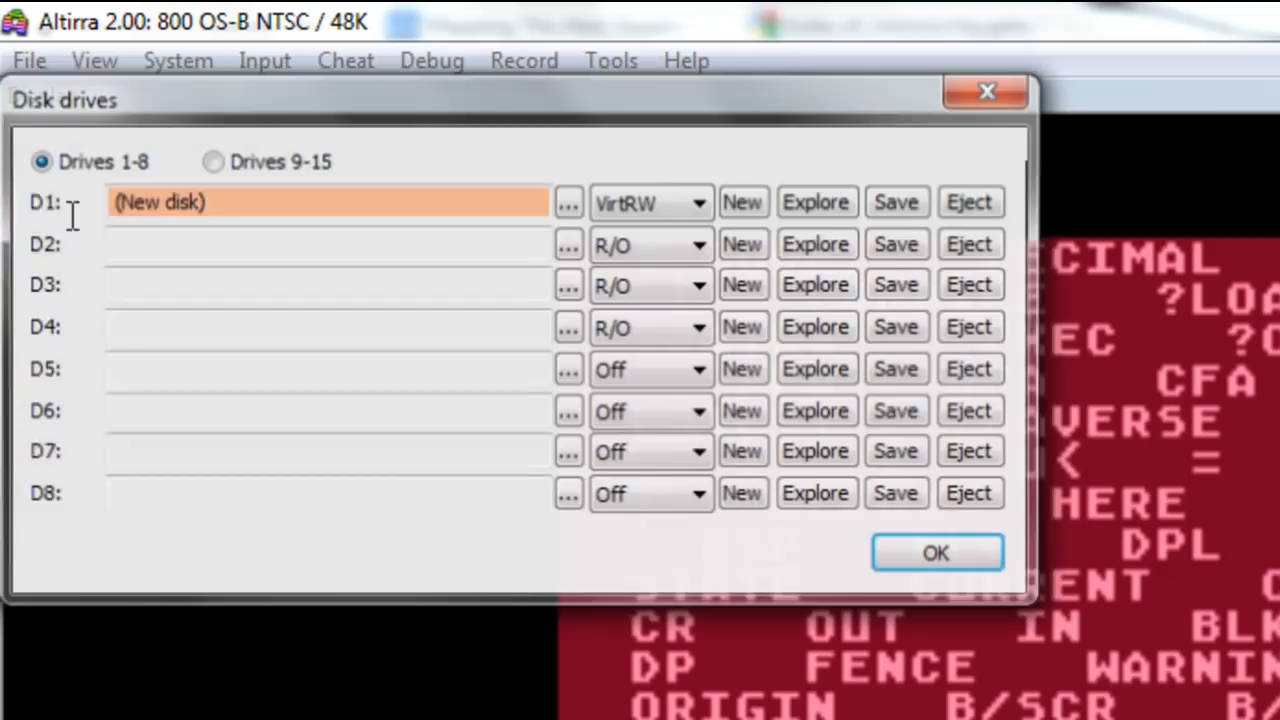 Altirra 2.00: 800 OS-B NTSC / 48K
File View System Input Cheat Debug Record Tools Help
Disk drives
Drives 1-8 Drives 9-15
D1: (New disk) ... VirtRW New Explore Save Eject
D2: ... R/O New Explore Save Eject
D3: ... R/O New Explore Save Eject
D4: ... R/O New Explore Save Eject
D5: ... Off New Explore Save Eject
D6: ... Off New Explore Save Eject
D7: ... Off New Explore Save Eject
D8: ... Off New Explore Save Eject
OK
CIMAL
?LOA
EC ?C
CFA
AVERSE
< =
HERE
DPL
STATE CURRENT C
CR OUT IN BLK
DP FENCE WARNIN
ORIGIN B/SCR B/